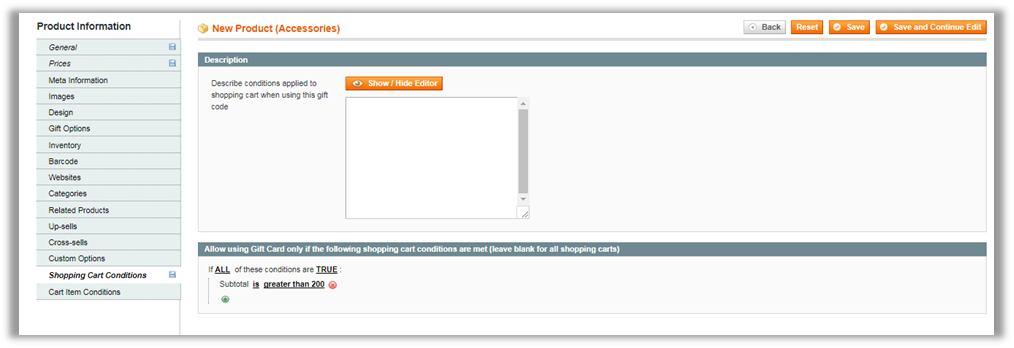 Product Information
General
Prices
Meta Information
Images
Design
Gift Options
Inventory
Barcode
Websites
Categories
Related Products
Up-sells
Cross-sells
Custom Options
Shopping Cart Conditions
Cart Item Conditions
New Product (Accessories)
Back Reset Save Save and Continue Edit
Description
Describe conditions applied to
shopping cart when using this gift
code
Show / Hide Editor
Allow using Gift Card only if the following shopping cart conditions are met (leave blank for all shopping carts)
If ALL of these conditions are TRUE :
Subtotal is greater than 200